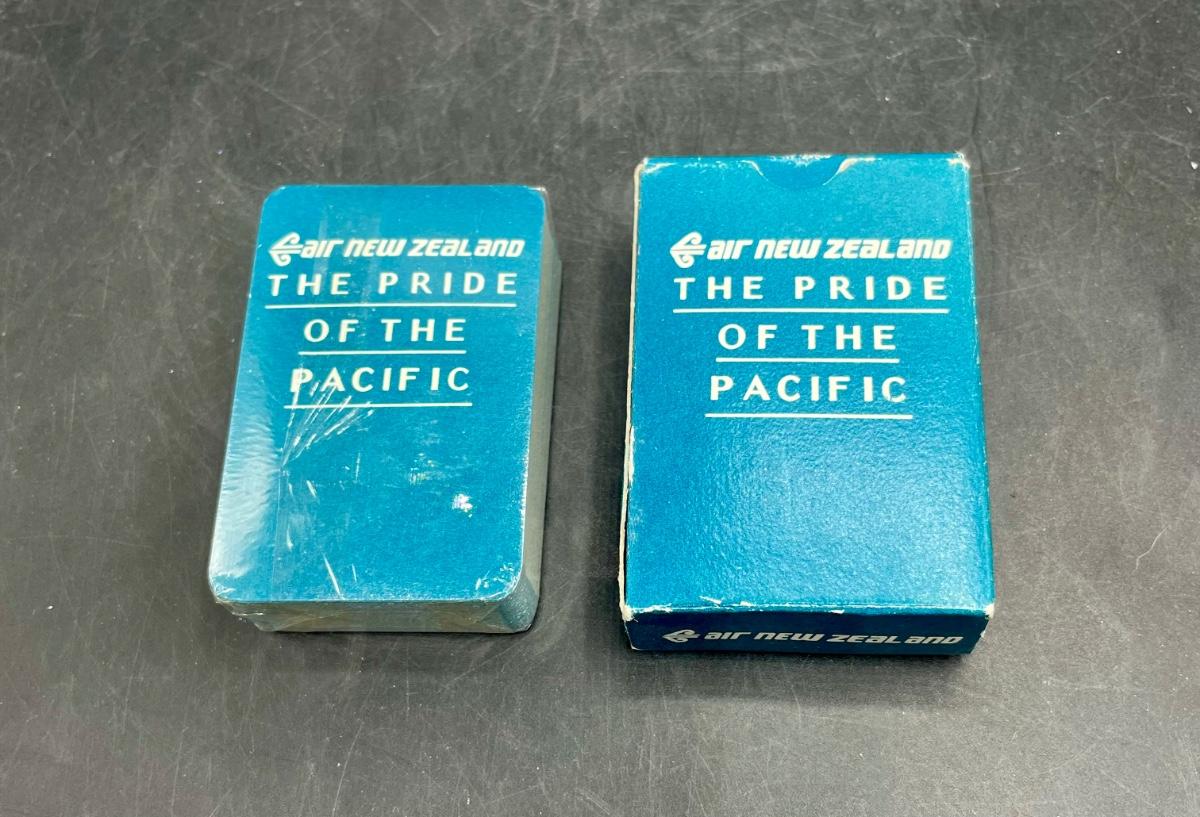 air new zealand
THE PRIDE
OF THE
PACIFIC
air new zealand
THE PRIDE
OF THE
PACIFIC
air new zealand